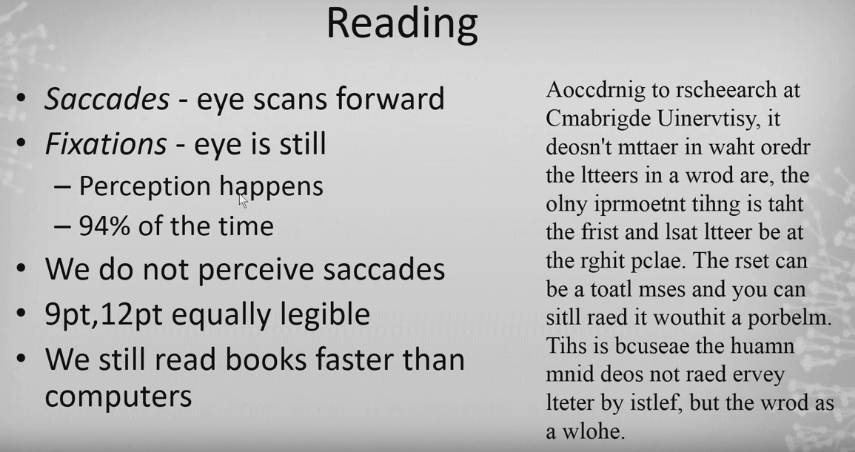 Reading
• Saccades - eye scans forward
• Fixations - eye is still
– Perception happens
– 94% of the time
• We do not perceive saccades
• 9pt,12pt equally legible
• We still read books faster than
computers
Aoccdrnig to rscheearch at
Cmabrigde Uinervtisy, it
deosn't mttaer in waht oredr
the ltteers in a wrod are, the
olny iprmoetnt tihng is taht
the frist and lsat ltteer be at
the rghit pclae. The rset can
be a toatl mses and you can
sitll raed it wouthit a porbelm.
Tihs is bcuseae the huamn
mnid deos not raed ervey
lteter by istlef, but the wrod as
a wlohe.